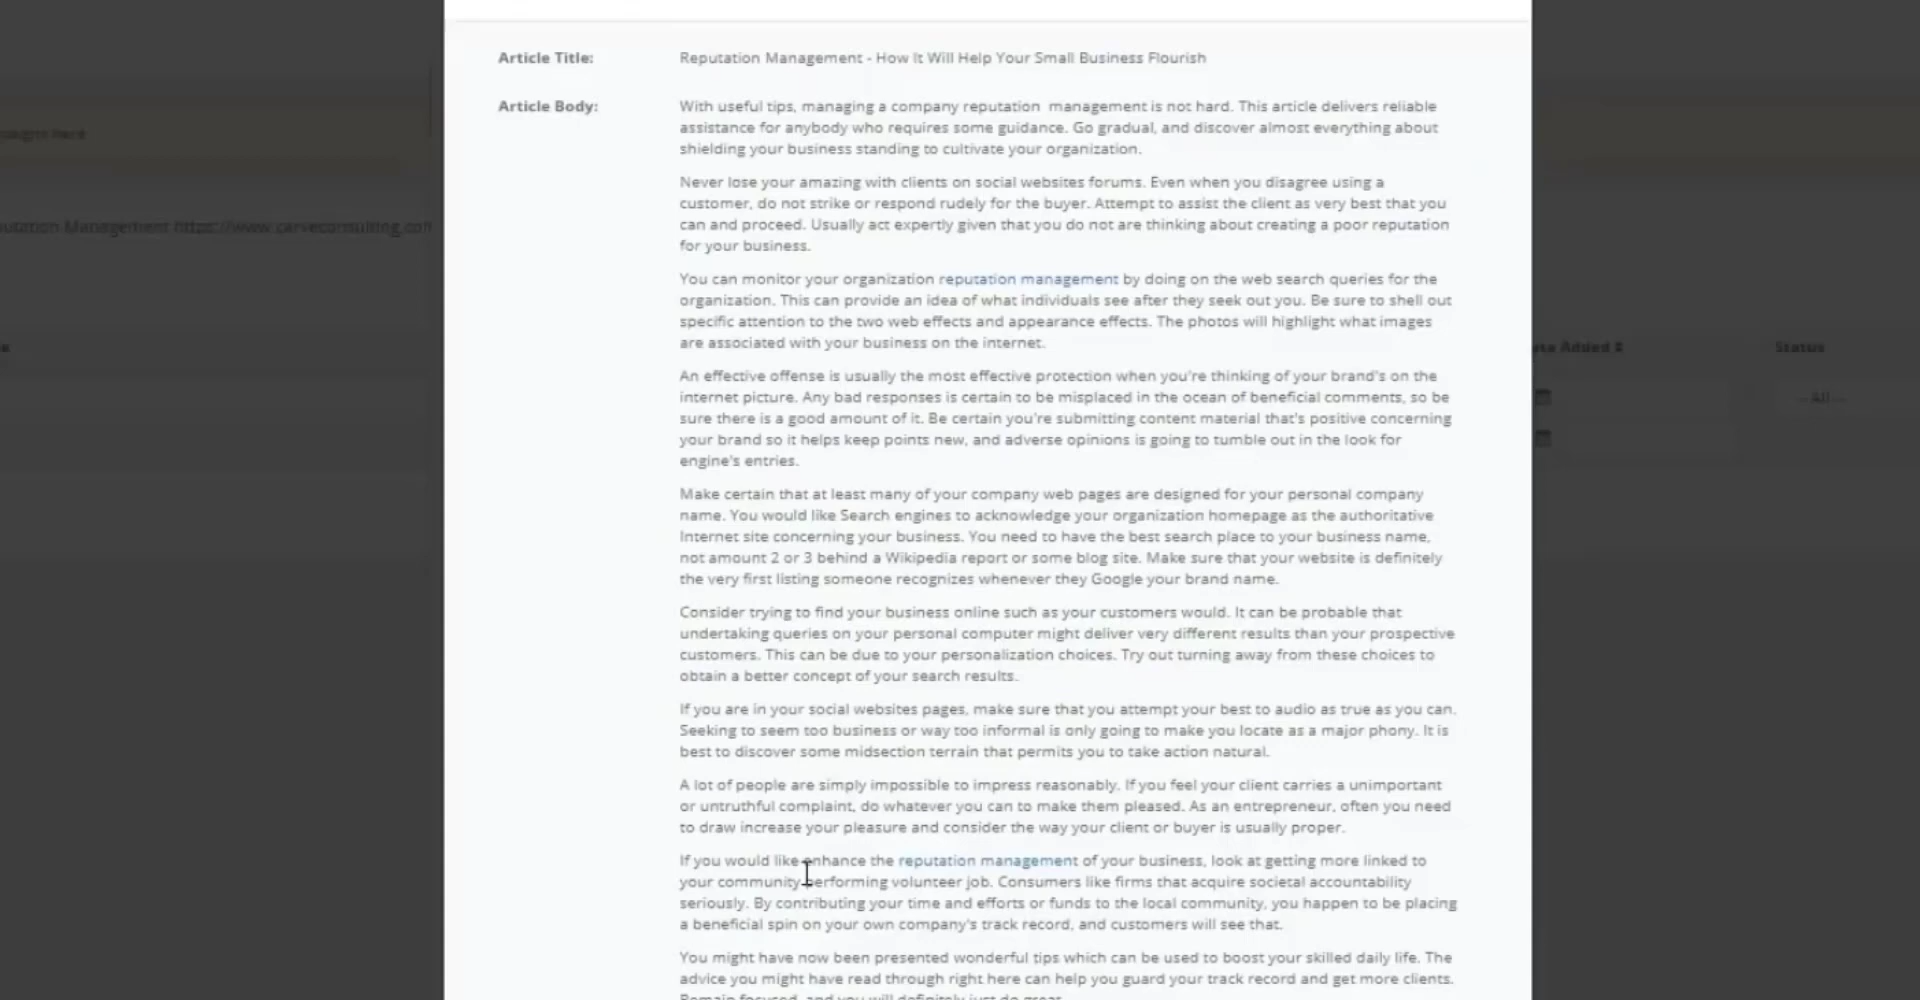 Article Title: Reputation Management - How It Will Help Your Small Business Flourish
Article Body: With useful tips, managing a company reputation management is not hard. This article delivers reliable
assistance for anybody who requires some guidance. Go gradual, and discover almost everything about
shielding your business standing to cultivate your organization.
Never lose your amazing with clients on social websites forums. Even when you disagree using a
customer, do not strike or respond rudely for the buyer. Attempt to assist the client as very best that you
can and proceed. Usually act expertly given that you do not are thinking about creating a poor reputation
for your business.
You can monitor your organization reputation management by doing on the web search queries for the
organization. This can provide an idea of what individuals see after they seek out you. Be sure to shell out
specific attention to the two web effects and appearance effects. The photos will highlight what images
are associated with your business on the internet.
An effective offense is usually the most effective protection when you're thinking of your brand's on the
internet picture. Any bad responses is certain to be misplaced in the ocean of beneficial comments, so be
sure there is a good amount of it. Be certain you're submitting content material that's positive concerning
your brand so it helps keep points new, and adverse opinions is going to tumble out in the look for
engine's entries.
Make certain that at least many of your company web pages are designed for your personal company
name. You would like Search engines to acknowledge your organization homepage as the authoritative
Internet site concerning your business. You need to have the best search place to your business name,
not amount 2 or 3 behind a Wikipedia report or some blog site. Make sure that your website is definitely
the very first listing someone recognizes whenever they Google your brand name.
Consider trying to find your business online such as your customers would. It can be probable that
undertaking queries on your personal computer might deliver very different results than your prospective
customers. This can be due to your personalization choices. Try out turning away from these choices to
obtain a better concept of your search results.
If you are in your social websites pages, make sure that you attempt your best to audio as true as you can.
Seeking to seem too business or way too informal is only going to make you locate as a major phony. It is
best to discover some midsection terrain that permits you to take action natural.
A lot of people are simply impossible to impress reasonably. If you feel your client carries a unimportant
or untruthful complaint, do whatever you can to make them pleased. As an entrepreneur, often you need
to draw increase your pleasure and consider the way your client or buyer is usually proper.
If you would like enhance the reputation management of your business, look at getting more linked to
your community performing volunteer job. Consumers like firms that acquire societal accountability
seriously. By contributing your time and efforts or funds to the local community, you happen to be placing
a beneficial spin on your own company's track record, and customers will see that.
You might have now been presented wonderful tips which can be used to boost your skilled daily life. The
advice you might have read through right here can help you guard your track record and get more clients.
Remain focused, and you will definitely just do great.
here
utation Management https://www.carveconsulting.com
Date Added
Status
-- All --